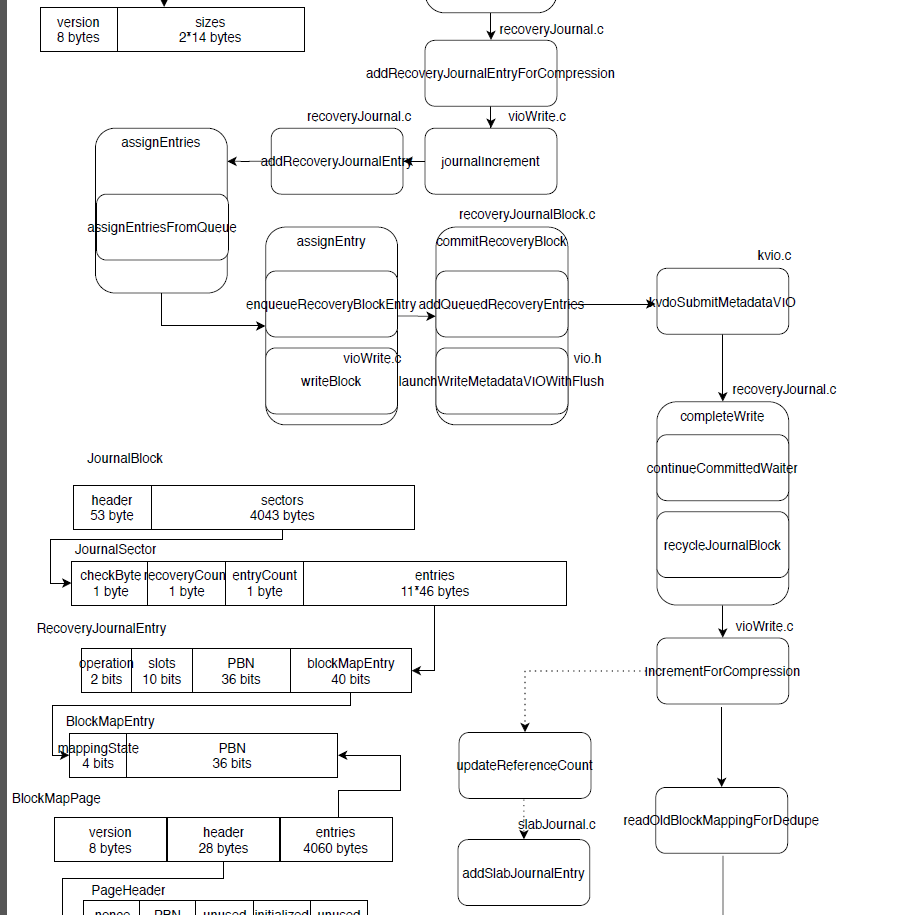 version
8 bytes
sizes
2*14 bytes
recoveryJournal.c
addRecoveryJournalEntryForCompression
recoveryJournal.c
vioWrite.c
assignEntries
addRecoveryJournalEntry
journalIncrement
assignEntriesFromQueue
recoveryJournalBlock.c
assignEntry
commitRecoveryBlock
kvio.c
enqueueRecoveryBlockEntry
addQueuedRecoveryEntries
kvdoSubmitMetadataVIO
vioWrite.c
vio.h
writeBlock
launchWriteMetadataVIOWithFlush
recoveryJournal.c
completeWrite
continueCommittedWaiter
recycleJournalBlock
JournalBlock
header
53 byte
sectors
4043 bytes
JournalSector
checkByte
1 byte
recoveryCoun
1 byte
entryCount
1 byte
entries
11*46 bytes
RecoveryJournalEntry
vioWrite.c
operation
2 bits
slots
10 bits
PBN
36 bits
blockMapEntry
40 bits
incrementForCompression
BlockMapEntry
mappingState
4 bits
PBN
36 bits
updateReferenceCount
BlockMapPage
version
8 bytes
header
28 bytes
entries
4060 bytes
slabJournal.c
readOldBlockMappingForDedupe
addSlabJournalEntry
PageHeader
nonce
PBN
unused
initialized
unused